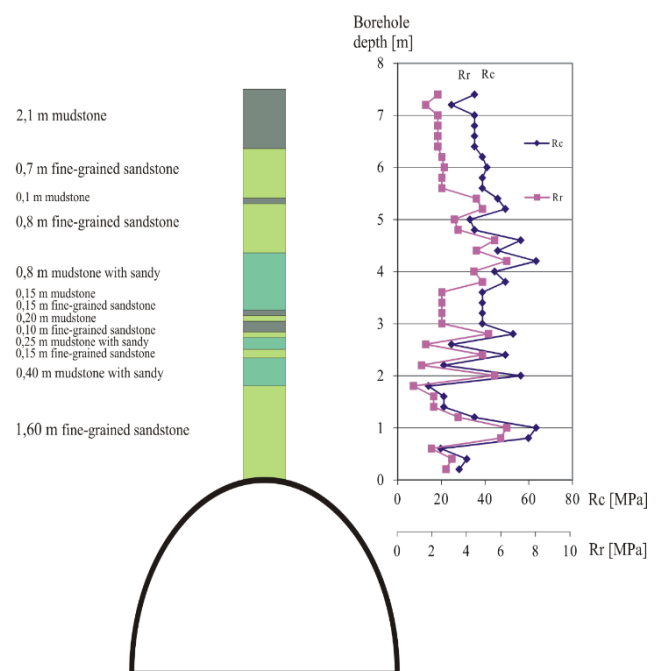 Borehole
depth [m]
8
Rr Rc
2,1 m mudstone
7
Rc
0,7 m fine-grained sandstone
6
0,1 m mudstone
Rr
0,8 m fine-grained sandstone
5
0,8 m mudstone with sandy
4
0,15 m mudstone
0,15 m fine-grained sandstone
0,20 m mudstone
3
0,10 m fine-grained sandstone
0,25 m mudstone with sandy
0,15 m fine-grained sandstone
0,40 m mudstone with sandy
2
1,60 m fine-grained sandstone
1
0
0 20 40 60 80
Rc [MPa]
0 2 4 6 8 10
Rr [MPa]